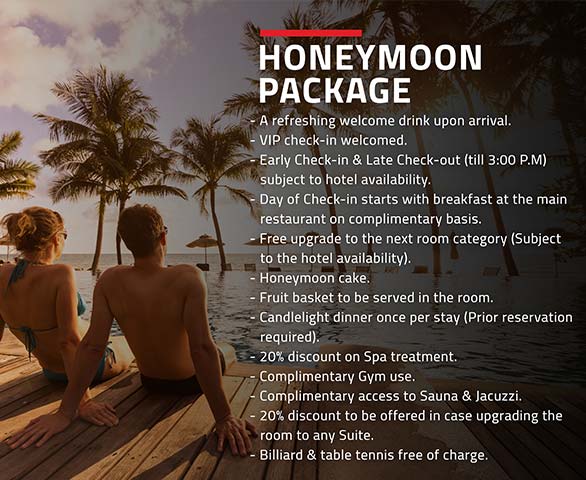 HONEYMOON
PACKAGE
- A refreshing welcome drink upon arrival.
- VIP check-in welcomed.
- Early Check-in & Late Check-out (till 3:00 P.M)
subject to hotel availability.
- Day of Check-in starts with breakfast at the main
restaurant on complimentary basis.
- Free upgrade to the next room category (Subject
to the hotel availability).
- Honeymoon cake.
- Fruit basket to be served in the room.
- Candlelight dinner once per stay (Prior reservation
required).
- 20% discount on Spa treatment.
- Complimentary Gym use.
- Complimentary access to Sauna & Jacuzzi.
- 20% discount to be offered in case upgrading the
room to any Suite.
- Billiard & table tennis free of charge.